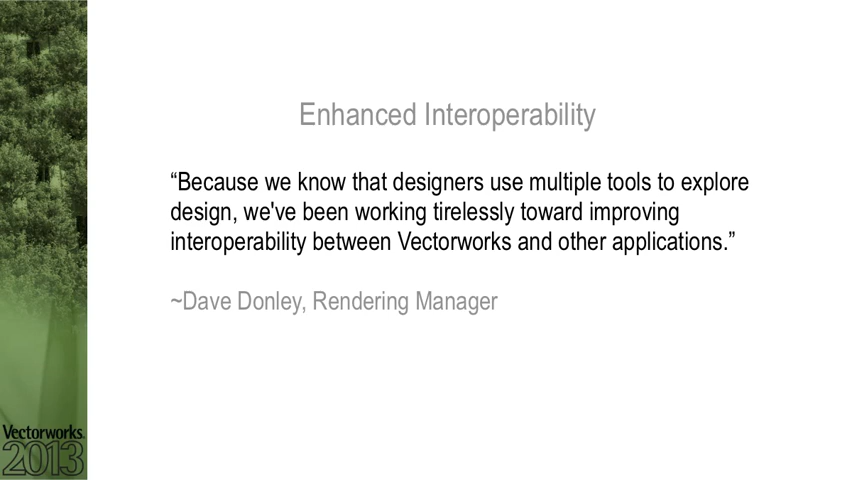 Enhanced Interoperability
“Because we know that designers use multiple tools to explore
design, we've been working tirelessly toward improving
interoperability between Vectorworks and other applications.”
~Dave Donley, Rendering Manager
Vectorworks.
2013